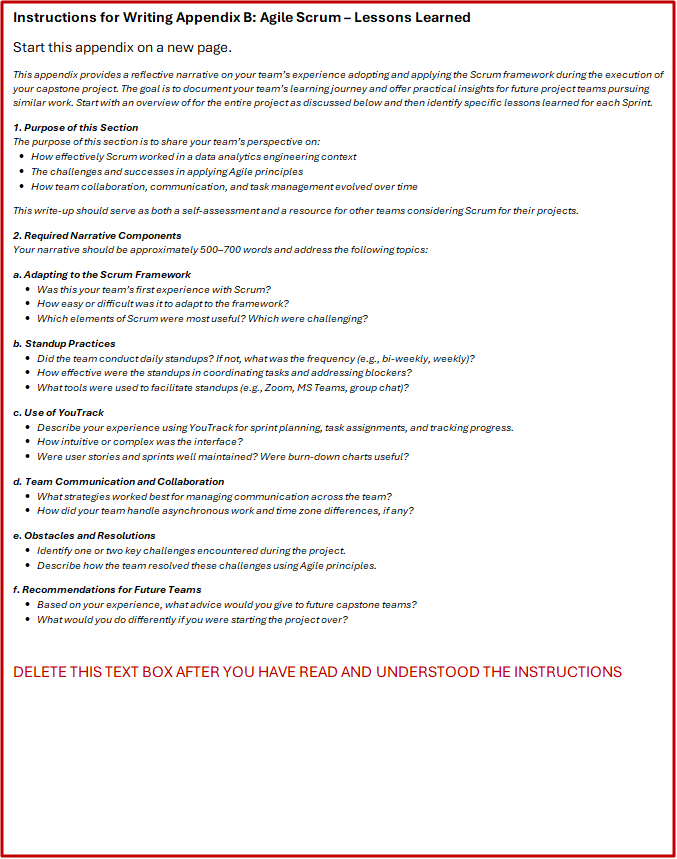 Instructions for Writing Appendix B: Agile Scrum – Lessons Learned
Start this appendix on a new page.
This appendix provides a reflective narrative on your team's experience adopting and applying the Scrum framework during the execution of
your capstone project. The goal is to document your team's learning journey and offer practical insights for future project teams pursuing
similar work. Start with an overview of for the entire project as discussed below and then identify specific lessons learned for each Sprint.
1. Purpose of this Section
The purpose of this section is to share your team's perspective on:
• How effectively Scrum worked in a data analytics engineering context
• The challenges and successes in applying Agile principles
• How team collaboration, communication, and task management evolved over time
This write-up should serve as both a self-assessment and a resource for other teams considering Scrum for their projects.
2. Required Narrative Components
Your narrative should be approximately 500–700 words and address the following topics:
a. Adapting to the Scrum Framework
• Was this your team's first experience with Scrum?
• How easy or difficult was it to adapt to the framework?
• Which elements of Scrum were most useful? Which were challenging?
b. Standup Practices
• Did the team conduct daily standups? If not, what was the frequency (e.g., bi-weekly, weekly)?
• How effective were the standups in coordinating tasks and addressing blockers?
• What tools were used to facilitate standups (e.g., Zoom, MS Teams, group chat)?
c. Use of YouTrack
• Describe your experience using YouTrack for sprint planning, task assignments, and tracking progress.
• How intuitive or complex was the interface?
• Were user stories and sprints well maintained? Were burn-down charts useful?
d. Team Communication and Collaboration
• What strategies worked best for managing communication across the team?
• How did your team handle asynchronous work and time zone differences, if any?
e. Obstacles and Resolutions
• Identify one or two key challenges encountered during the project.
• Describe how the team resolved these challenges using Agile principles.
f. Recommendations for Future Teams
• Based on your experience, what advice would you give to future capstone teams?
• What would you do differently if you were starting the project over?
DELETE THIS TEXT BOX AFTER YOU HAVE READ AND UNDERSTOOD THE INSTRUCTIONS